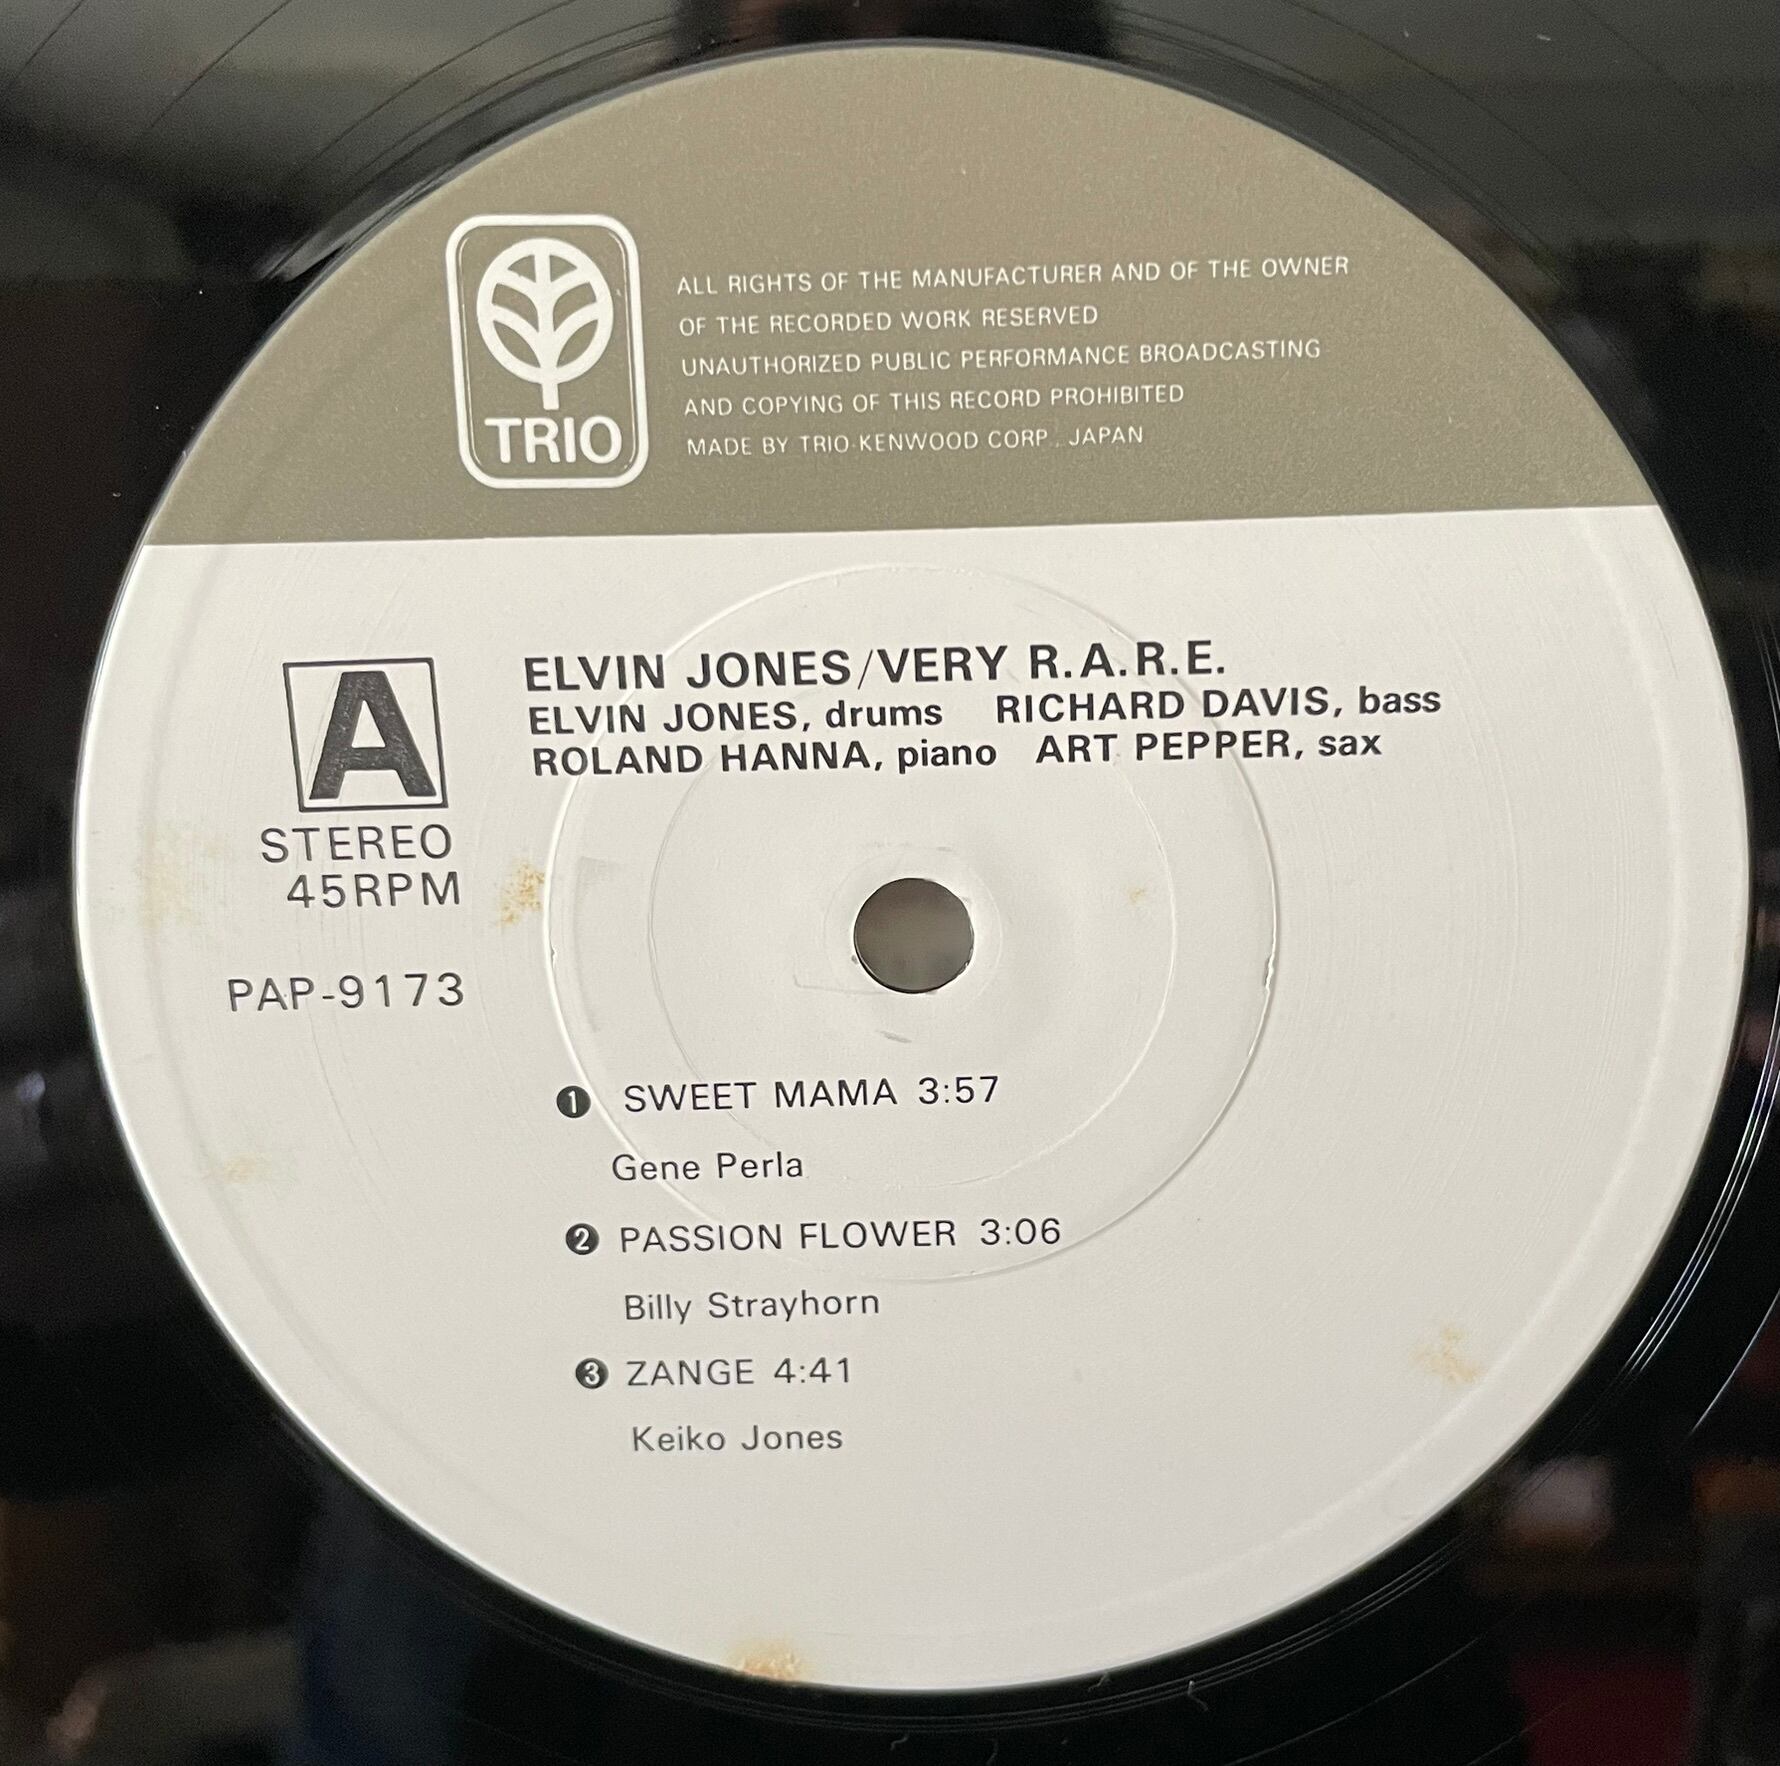 TRIO
ALL RIGHTS OF THE MANUFACTURER AND OF THE OWNER
OF THE RECORDED WORK RESERVED
UNAUTHORIZED PUBLIC PERFORMANCE BROADCASTING
AND COPYING OF THIS RECORD PROHIBITED
MADE BY TRIO-KENWOOD CORP., JAPAN
A
STEREO
45RPM
PAP-9173
ELVIN JONES/VERY R.A.R.E.
ELVIN JONES, drums RICHARD DAVIS, bass
ROLAND HANNA, piano ART PEPPER, sax
❶ SWEET MAMA 3:57
Gene Perla
❷ PASSION FLOWER 3:06
Billy Strayhorn
❸ ZANGE 4:41
Keiko Jones